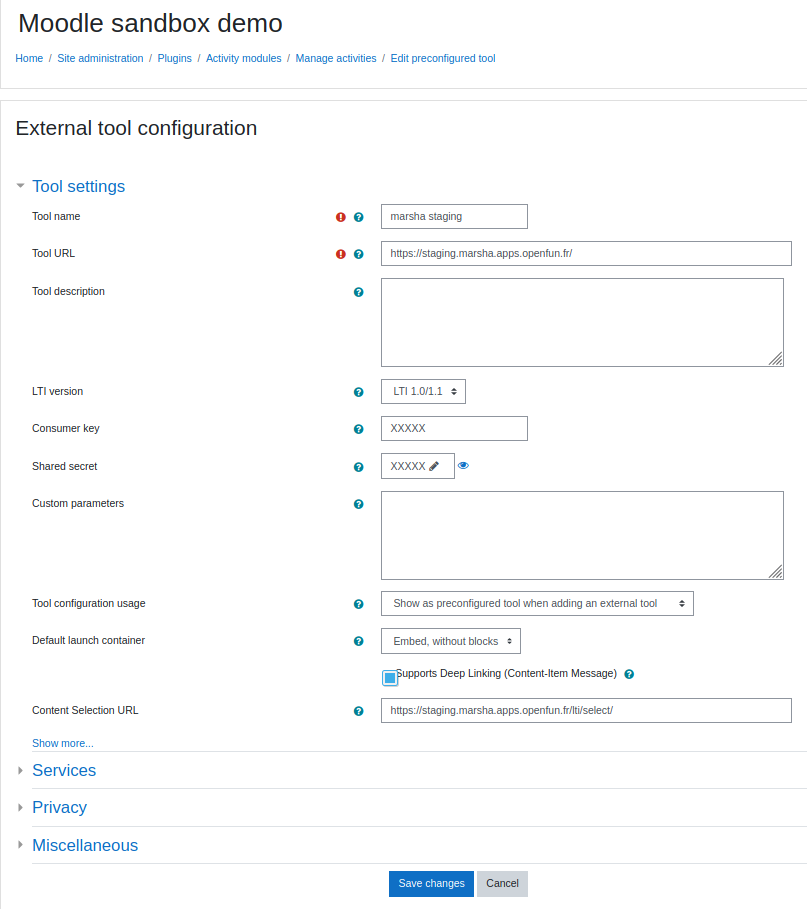 Moodle sandbox demo
Home / Site administration / Plugins / Activity modules / Manage activities / Edit preconfigured tool
External tool configuration
Tool settings
Tool name marsha staging
Tool URL https://staging.marsha.apps.openfun.fr/
Tool description
LTI version LTI 1.0/1.1
Consumer key XXXXX
Shared secret XXXXX
Custom parameters
Tool configuration usage Show as preconfigured tool when adding an external tool
Default launch container Embed, without blocks
Supports Deep Linking (Content-Item Message)
Content Selection URL https://staging.marsha.apps.openfun.fr/lti/select/
Show more...
Services
Privacy
Miscellaneous
Save changes Cancel